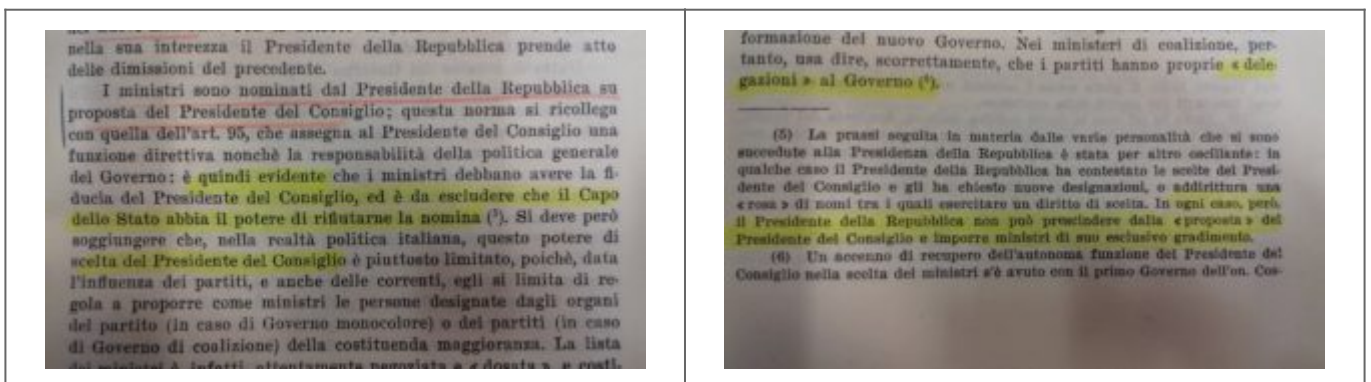 nella sua interezza il Presidente della Repubblica prende atto
delle dimissioni del precedente.
I ministri sono nominati dal Presidente della Repubblica su
proposta del Presidente del Consiglio; questa norma si ricollega
con quella dell'art. 95, che assegna al Presidente del Consiglio una
funzione direttiva nonchè la responsabilità della politica generale
del Governo: è quindi evidente che i ministri debbano avere la fi-
ducia del Presidente del Consiglio, ed è da escludere che il Capo
dello Stato abbia il potere di rifiutarne la nomina (⁵). Si deve però
soggiungere che, nella realtà politica italiana, questo potere di
scelta del Presidente del Consiglio è piuttosto limitato, poichè, data
l'influenza dei partiti, e anche delle correnti, egli si limita di re-
gola a proporre come ministri le persone designate dagli organi
del partito (in caso di Governo monocolore) o dei partiti (in caso
di Governo di coalizione) della costituenda maggioranza. La lista
dei ministri è, infatti, attentamente negoziata e « dosata », e costi-
formazione del nuovo Governo. Nei ministeri di coalizione, per-
tanto, usa dire, scorrettamente, che i partiti hanno proprie « dele-
gazioni » al Governo (⁶).
(5) La prassi seguita in materia dalle varie personalità che si sono
succedute alla Presidenza della Repubblica è stata per altro oscillante: in
qualche caso il Presidente della Repubblica ha contestato le scelte del Presi-
dente del Consiglio e gli ha chiesto nuove designazioni, o addirittura una
« rosa » di nomi tra i quali esercitare un diritto di scelta. In ogni caso, però,
il Presidente della Repubblica non può prescindere dalla « proposta » del
Presidente del Consiglio e imporre ministri di suo esclusivo gradimento.
(6) Un accenno di recupero dell'autonoma funzione del Presidente del
Consiglio nella scelta dei ministri s'è avuto con il primo Governo dell'on. Cos-